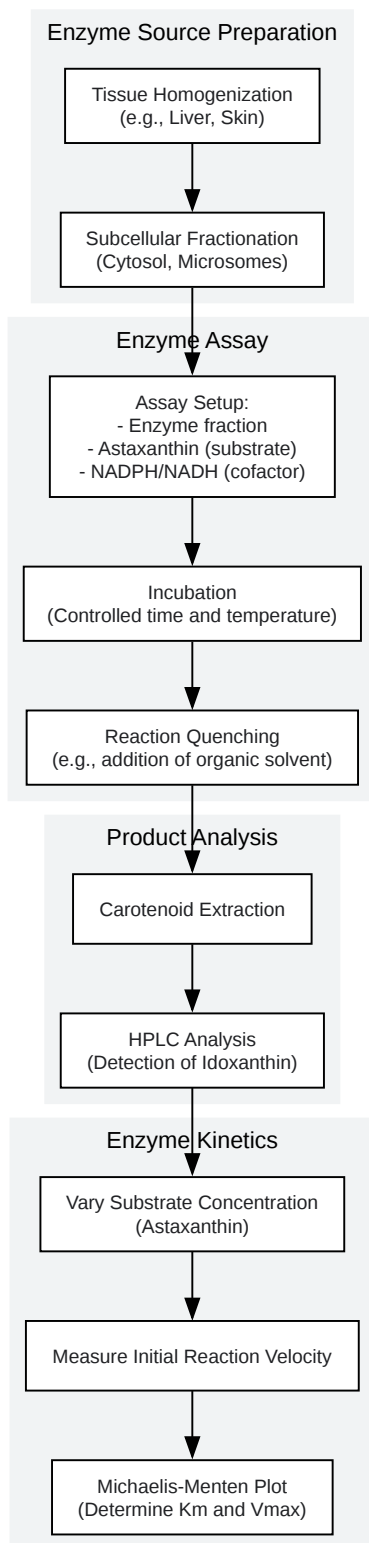 Enzyme Source Preparation
Tissue Homogenization
(e.g., Liver, Skin)
Subcellular Fractionation
(Cytosol, Microsomes)
Enzyme Assay
Assay Setup:
- Enzyme fraction
- Astaxanthin (substrate)
- NADPH/NADH (cofactor)
Incubation
(Controlled time and temperature)
Reaction Quenching
(e.g., addition of organic solvent)
Product Analysis
Carotenoid Extraction
HPLC Analysis
(Detection of Idoxanthin)
Enzyme Kinetics
Vary Substrate Concentration
(Astaxanthin)
Measure Initial Reaction Velocity
Michaelis-Menten Plot
(Determine Km and Vmax)